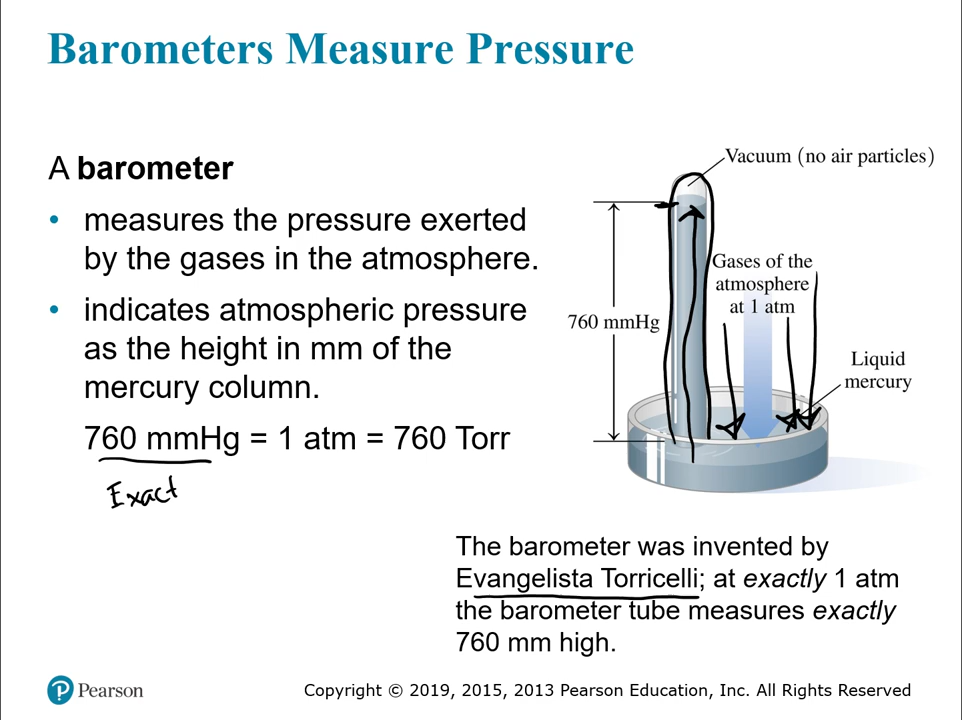 Barometers Measure Pressure
A barometer
• measures the pressure exerted
by the gases in the atmosphere.
• indicates atmospheric pressure
as the height in mm of the
mercury column.
760 mmHg = 1 atm = 760 Torr
Exact
Vacuum (no air particles)
Gases of the
atmosphere
at 1 atm
760 mmHg
Liquid
mercury
The barometer was invented by
Evangelista Torricelli; at exactly 1 atm
the barometer tube measures exactly
760 mm high.
P Pearson
Copyright © 2019, 2015, 2013 Pearson Education, Inc. All Rights Reserved